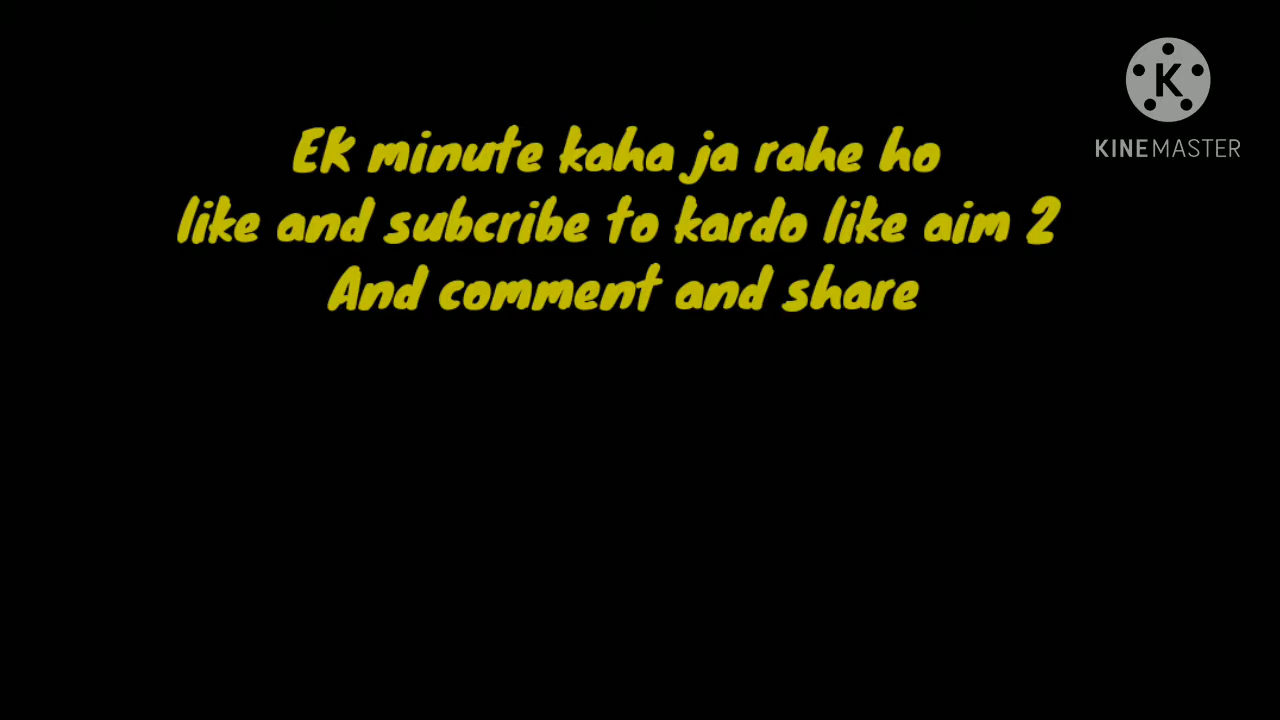 K
KINEMASTER
Ek minute kaha ja rahe ho
like and subcribe to kardo like aim 2
And comment and share